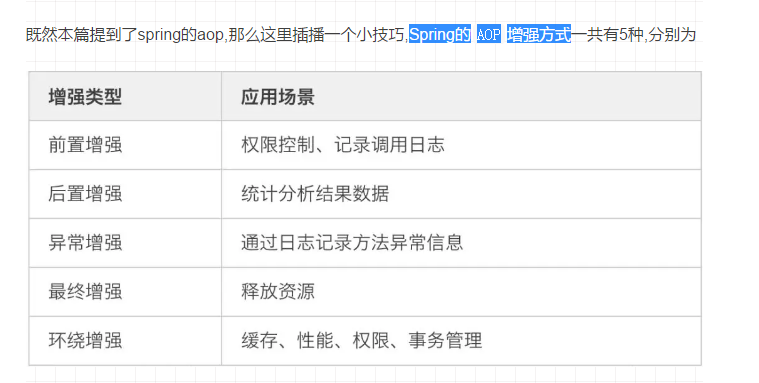 既然本篇提到了spring的aop,那么这里插播一个小技巧,Spring的 AOP 增强方式一共有5种,分别为
增强类型 应用场景
前置增强 权限控制、记录调用日志
后置增强 统计分析结果数据
异常增强 通过日志记录方法异常信息
最终增强 释放资源
环绕增强 缓存、性能、权限、事务管理